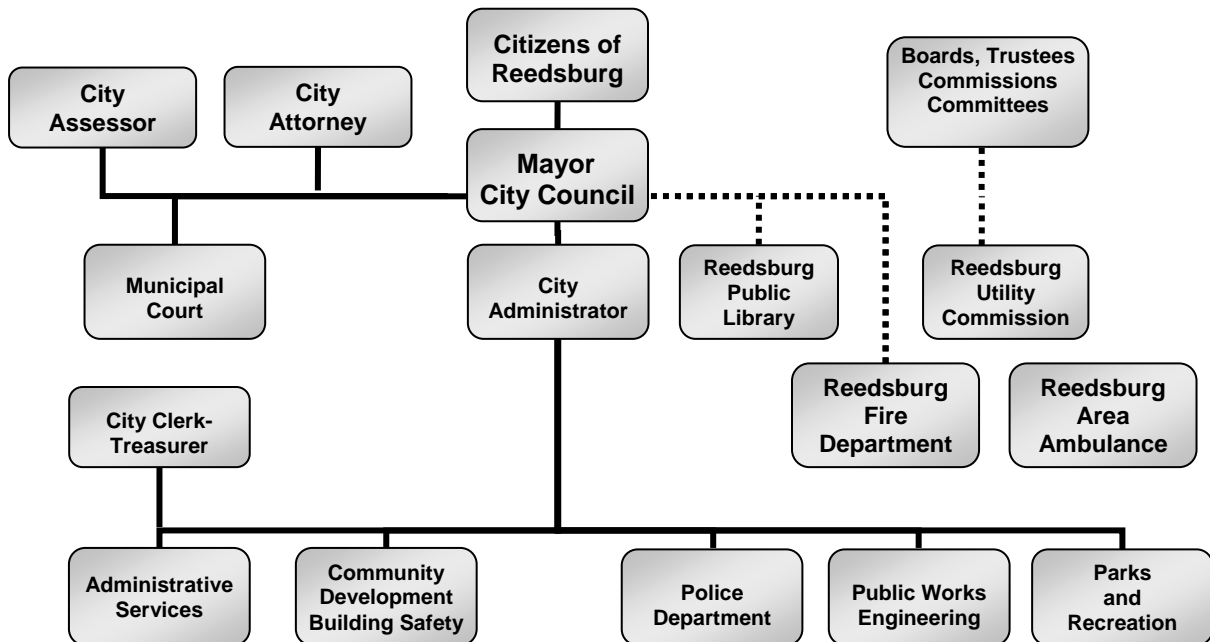 Citizens of
Reedsburg
Boards, Trustees
Commissions
Committees
City
Assessor
City
Attorney
Mayor
City Council
Municipal
Court
City
Administrator
Reedsburg
Public
Library
Reedsburg
Utility
Commission
Reedsburg
Fire
Department
Reedsburg
Area
Ambulance
City Clerk-
Treasurer
Administrative
Services
Community
Development
Building Safety
Police
Department
Public Works
Engineering
Parks
and
Recreation